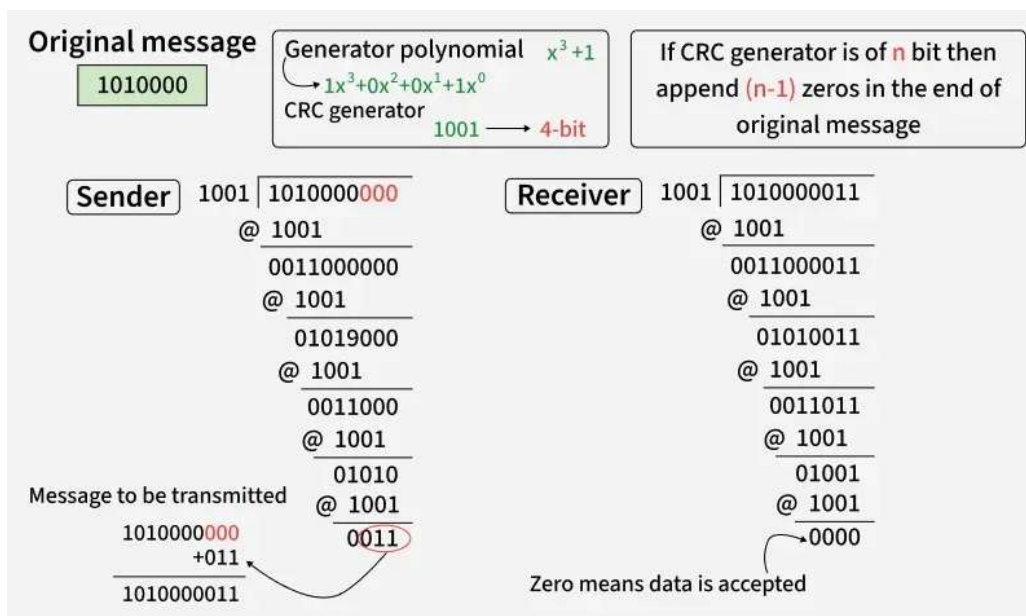 Original message
1010000
Generator polynomial x³+1
1x³+0x²+0x¹+1x⁰
CRC generator
1001 → 4-bit
If CRC generator is of n bit then
append (n-1) zeros in the end of
original message
Sender
1001 1010000000
@ 1001
0011000000
@ 1001
01019000
@ 1001
0011000
@ 1001
01010
@ 1001
0011
Message to be transmitted
1010000000
+011
1010000011
Receiver
1001 1010000011
@ 1001
0011000011
@ 1001
01010011
@ 1001
0011011
@ 1001
01001
@ 1001
0000
Zero means data is accepted